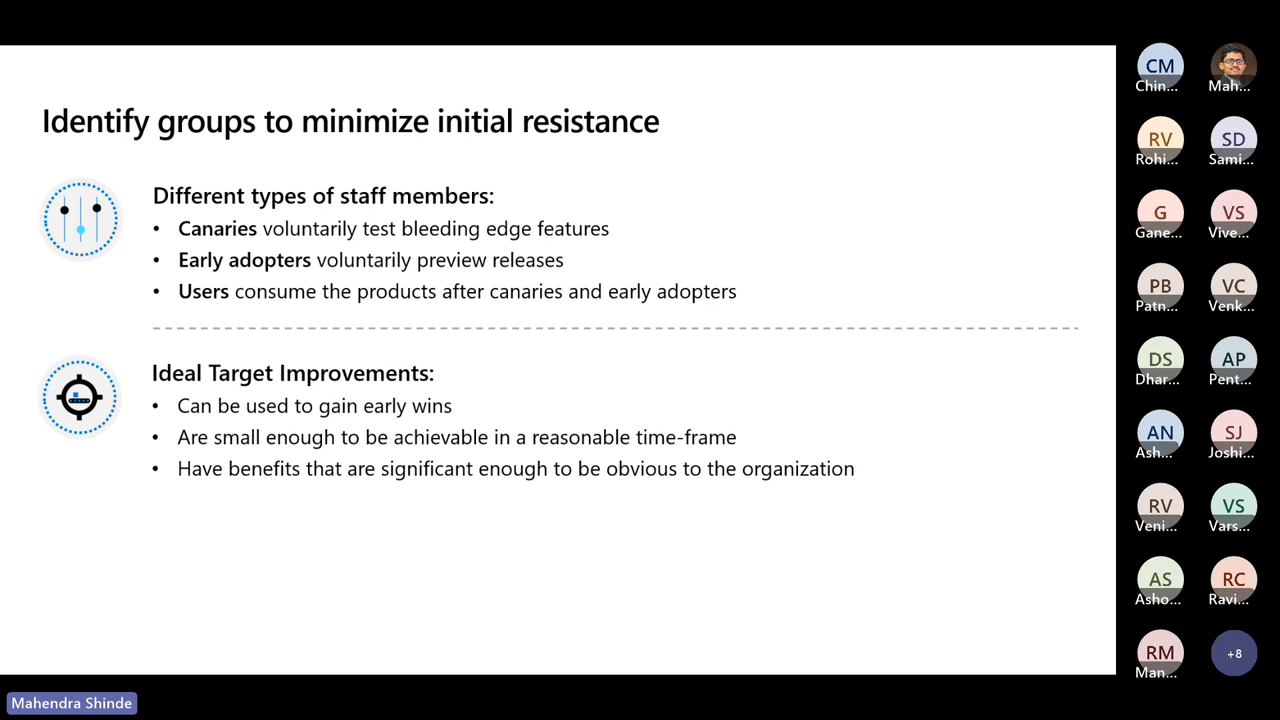 Identify groups to minimize initial resistance
Different types of staff members:
• Canaries voluntarily test bleeding edge features
• Early adopters voluntarily preview releases
• Users consume the products after canaries and early adopters
Ideal Target Improvements:
• Can be used to gain early wins
• Are small enough to be achievable in a reasonable time-frame
• Have benefits that are significant enough to be obvious to the organization
CM
Chin...
Mah...
RV
Rohi...
SD
Sami...
G
Gane...
VS
Vive...
PB
Patn...
VC
Venk...
DS
Dhar...
AP
Pent...
AN
Ash...
SJ
Joshi...
RV
Veni...
VS
Vars...
AS
Asho...
RC
Ravi...
RM
Man...
+8
Mahendra Shinde